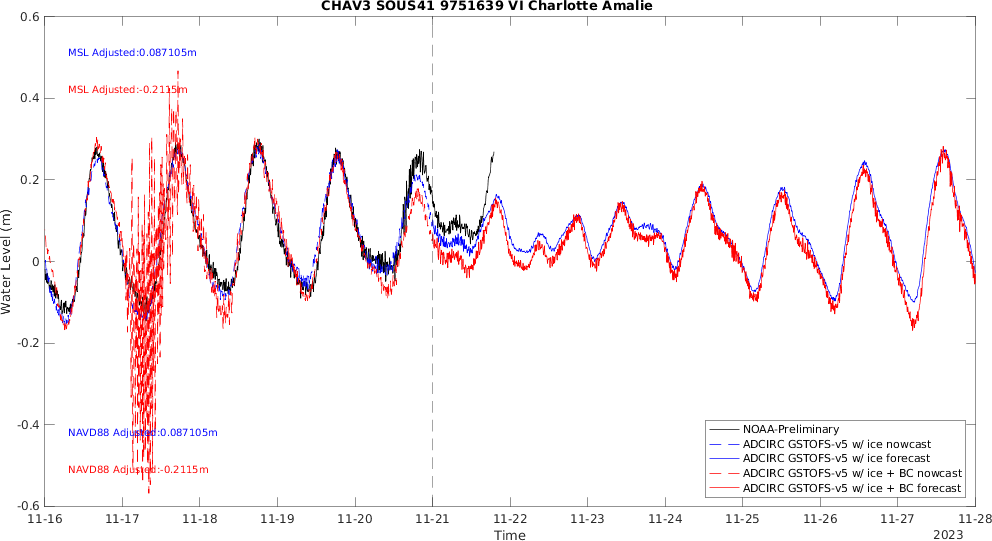 CHAV3 SOUS41 9751639 VI Charlotte Amalie
0.6
0.4
0.2
0
-0.2
-0.4
-0.6
Water Level (m)
MSL Adjusted:0.087105m
MSL Adjusted:-0.2115m
NAVD88 Adjusted:0.087105m
NAVD88 Adjusted:-0.2115m
NOAA-Preliminary
ADCIRC GSTOFS-v5 w/ ice nowcast
ADCIRC GSTOFS-v5 w/ ice forecast
ADCIRC GSTOFS-v5 w/ ice + BC nowcast
ADCIRC GSTOFS-v5 w/ ice + BC forecast
11-16 11-17 11-18 11-19 11-20 11-21 11-22 11-23 11-24 11-25 11-26 11-27 11-28
Time
2023